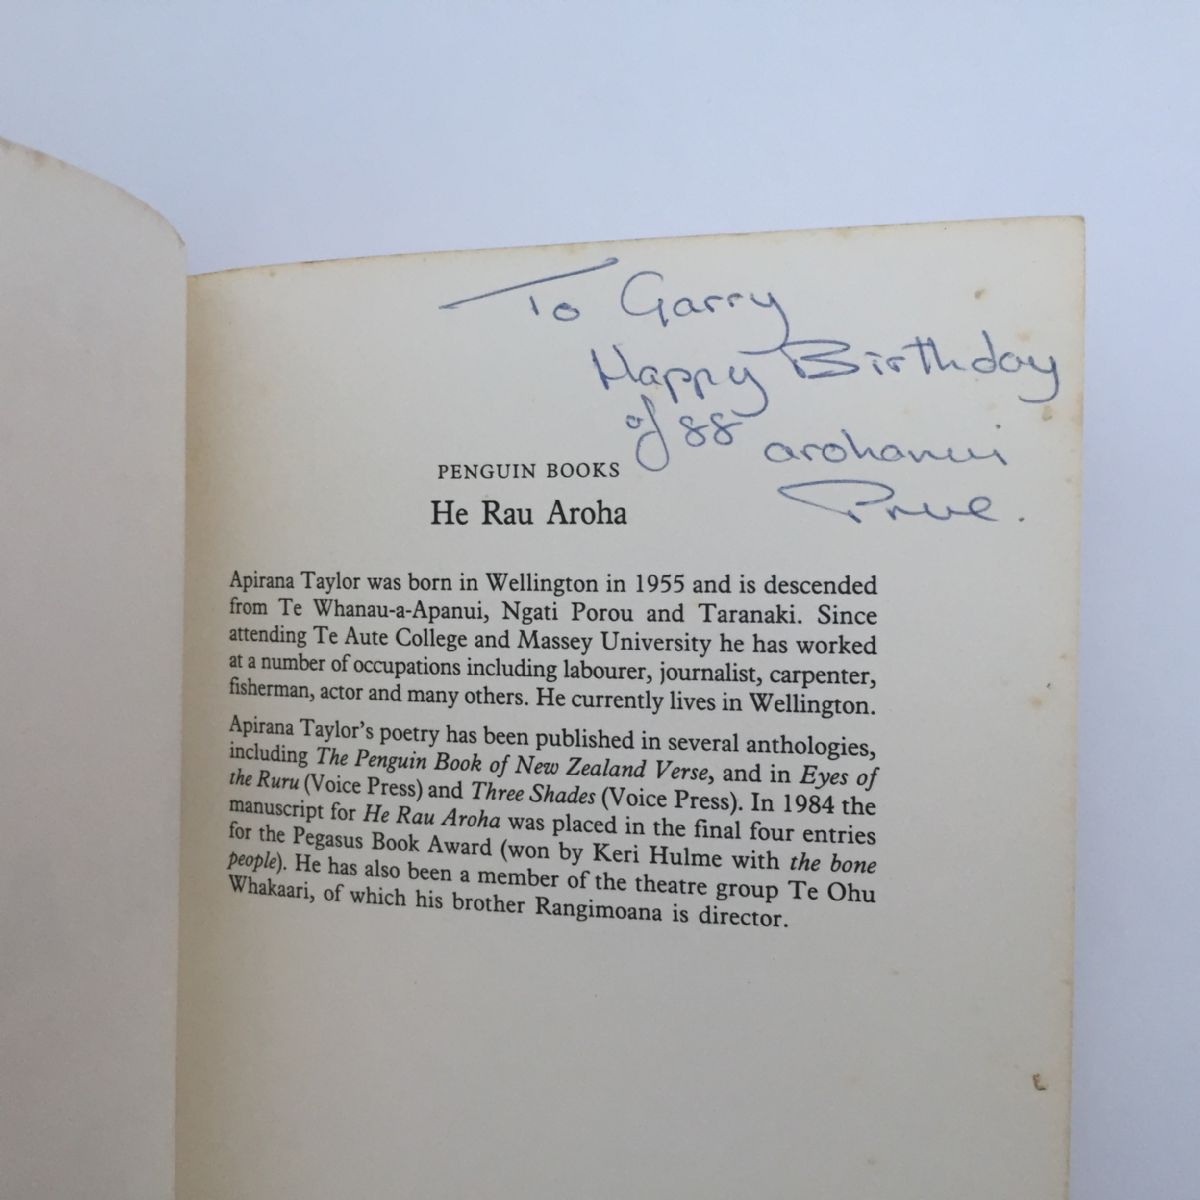 To Garry
Happy Birthday
of 88
arohanui
Prue.
PENGUIN BOOKS
He Rau Aroha
Apirana Taylor was born in Wellington in 1955 and is descended
from Te Whanau-a-Apanui, Ngati Porou and Taranaki. Since
attending Te Aute College and Massey University he has worked
at a number of occupations including labourer, journalist, carpenter,
fisherman, actor and many others. He currently lives in Wellington.
Apirana Taylor's poetry has been published in several anthologies,
including The Penguin Book of New Zealand Verse, and in Eyes of
the Ruru (Voice Press) and Three Shades (Voice Press). In 1984 the
manuscript for He Rau Aroha was placed in the final four entries
for the Pegasus Book Award (won by Keri Hulme with the bone
people). He has also been a member of the theatre group Te Ohu
Whakaari, of which his brother Rangimoana is director.